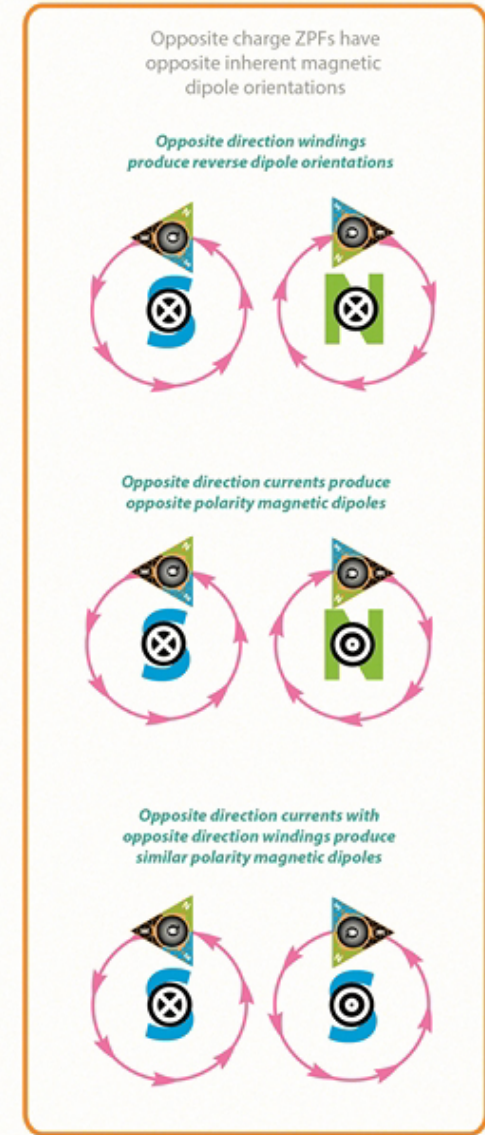 Opposite charge ZPFs have
opposite inherent magnetic
dipole orientations
Opposite direction windings
produce reverse dipole orientations
S
N
Opposite direction currents produce
opposite polarity magnetic dipoles
S
N
Opposite direction currents with
opposite direction windings produce
similar polarity magnetic dipoles
S
S